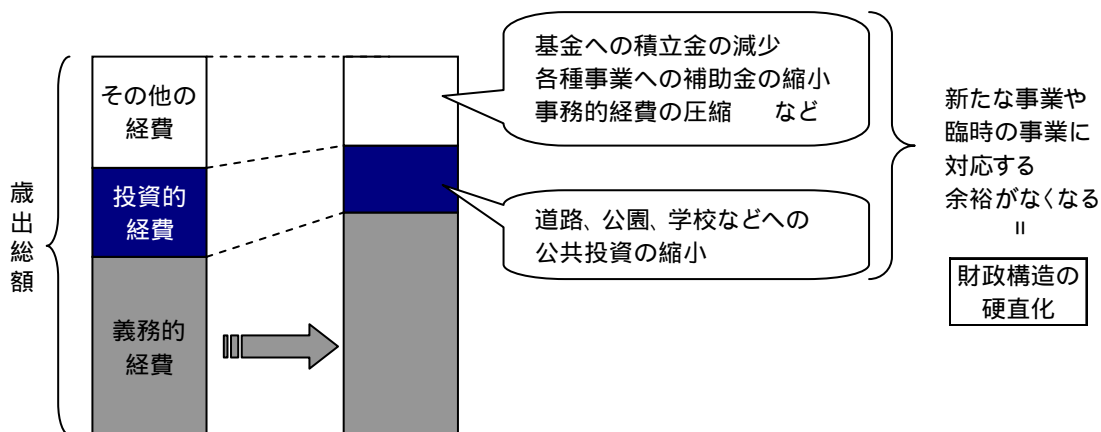 歳出総額
その他の
経費
投資的
経費
義務的
経費
基金への積立金の減少
各種事業への補助金の縮小
事務的経費の圧縮　など
道路、公園、学校などへの
公共投資の縮小
新たな事業や
臨時の事業に
対応する
余裕がなくなる
＝
財政構造の
硬直化